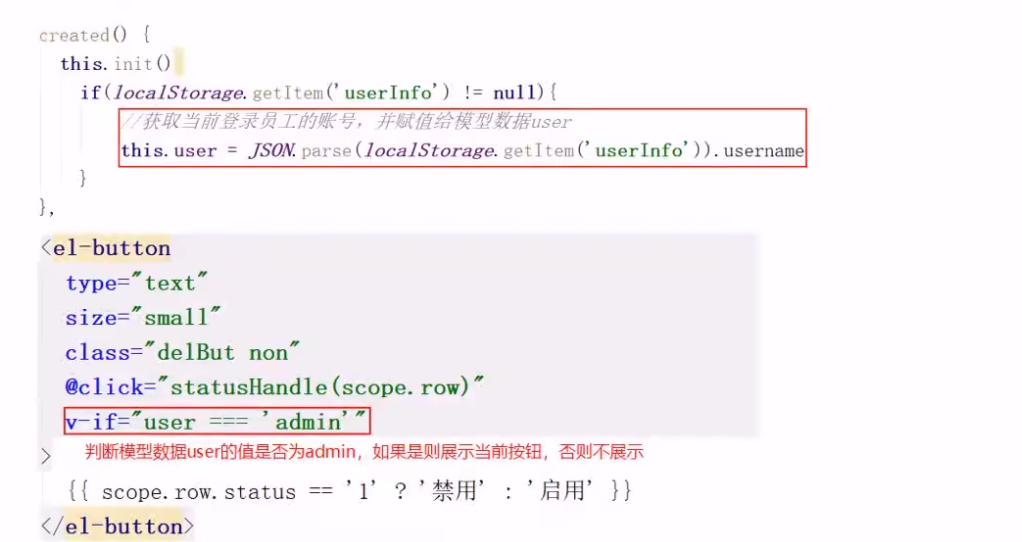 created() {
this.init()
if(localStorage.getItem('userInfo') != null){
//获取当前登录员工的账号，并赋值给模型数据user
this.user = JSON.parse(localStorage.getItem('userInfo')).username
}
},
<el-button
type="text"
size="small"
class="delBut non"
@click="statusHandle(scope.row)"
v-if="user === 'admin'"
> 判断模型数据user的值是否为admin，如果是则展示当前按钮，否则不展示
{{ scope.row.status == '1' ? '禁用' : '启用' }}
</el-button>